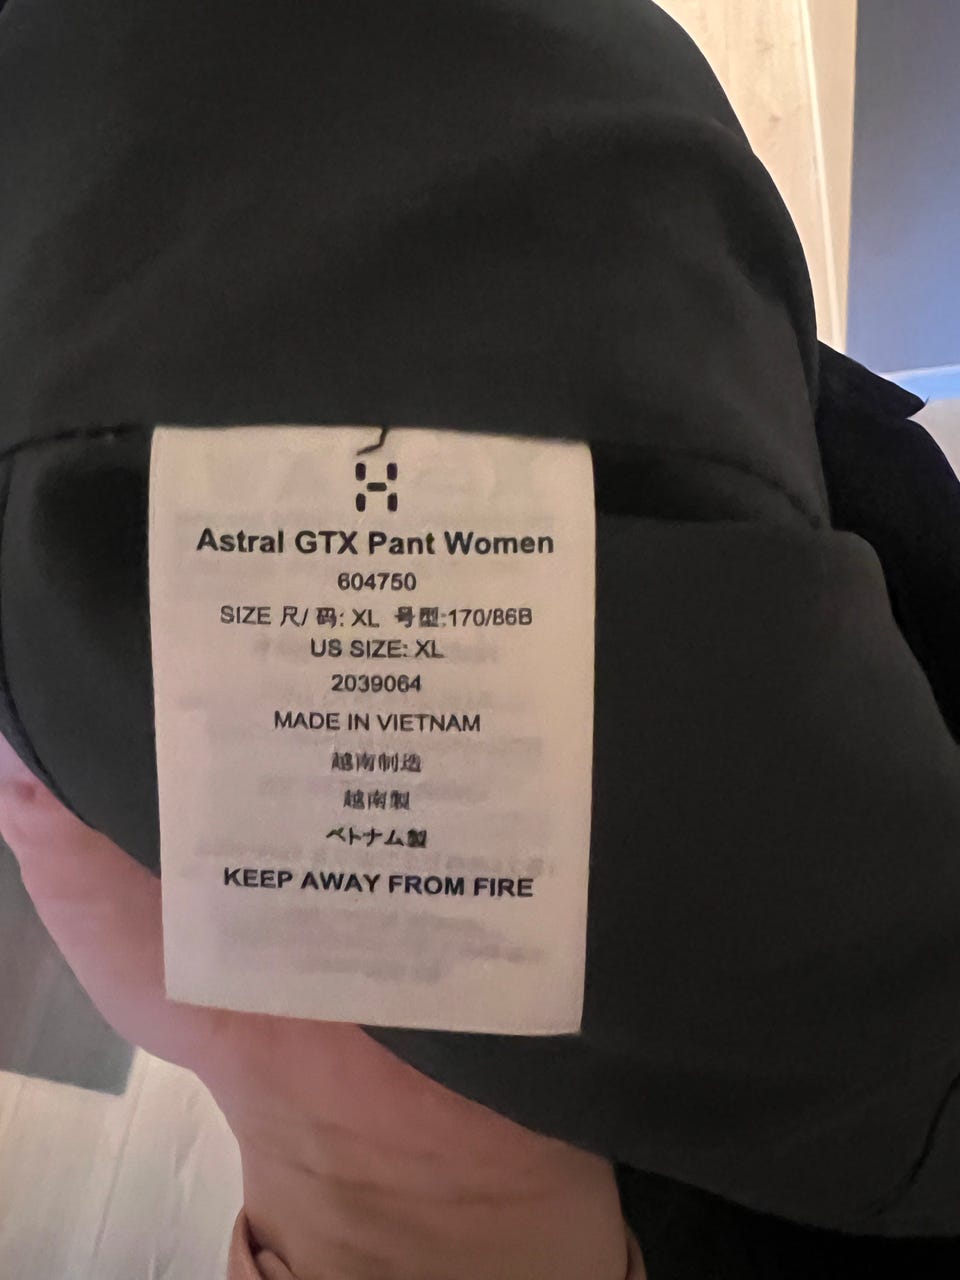 Astral GTX Pant Women
604750
SIZE 尺/ 码: XL 号型:170/86B
US SIZE: XL
2039064
MADE IN VIETNAM
越南制造
越南製
ベトナム製
KEEP AWAY FROM FIRE